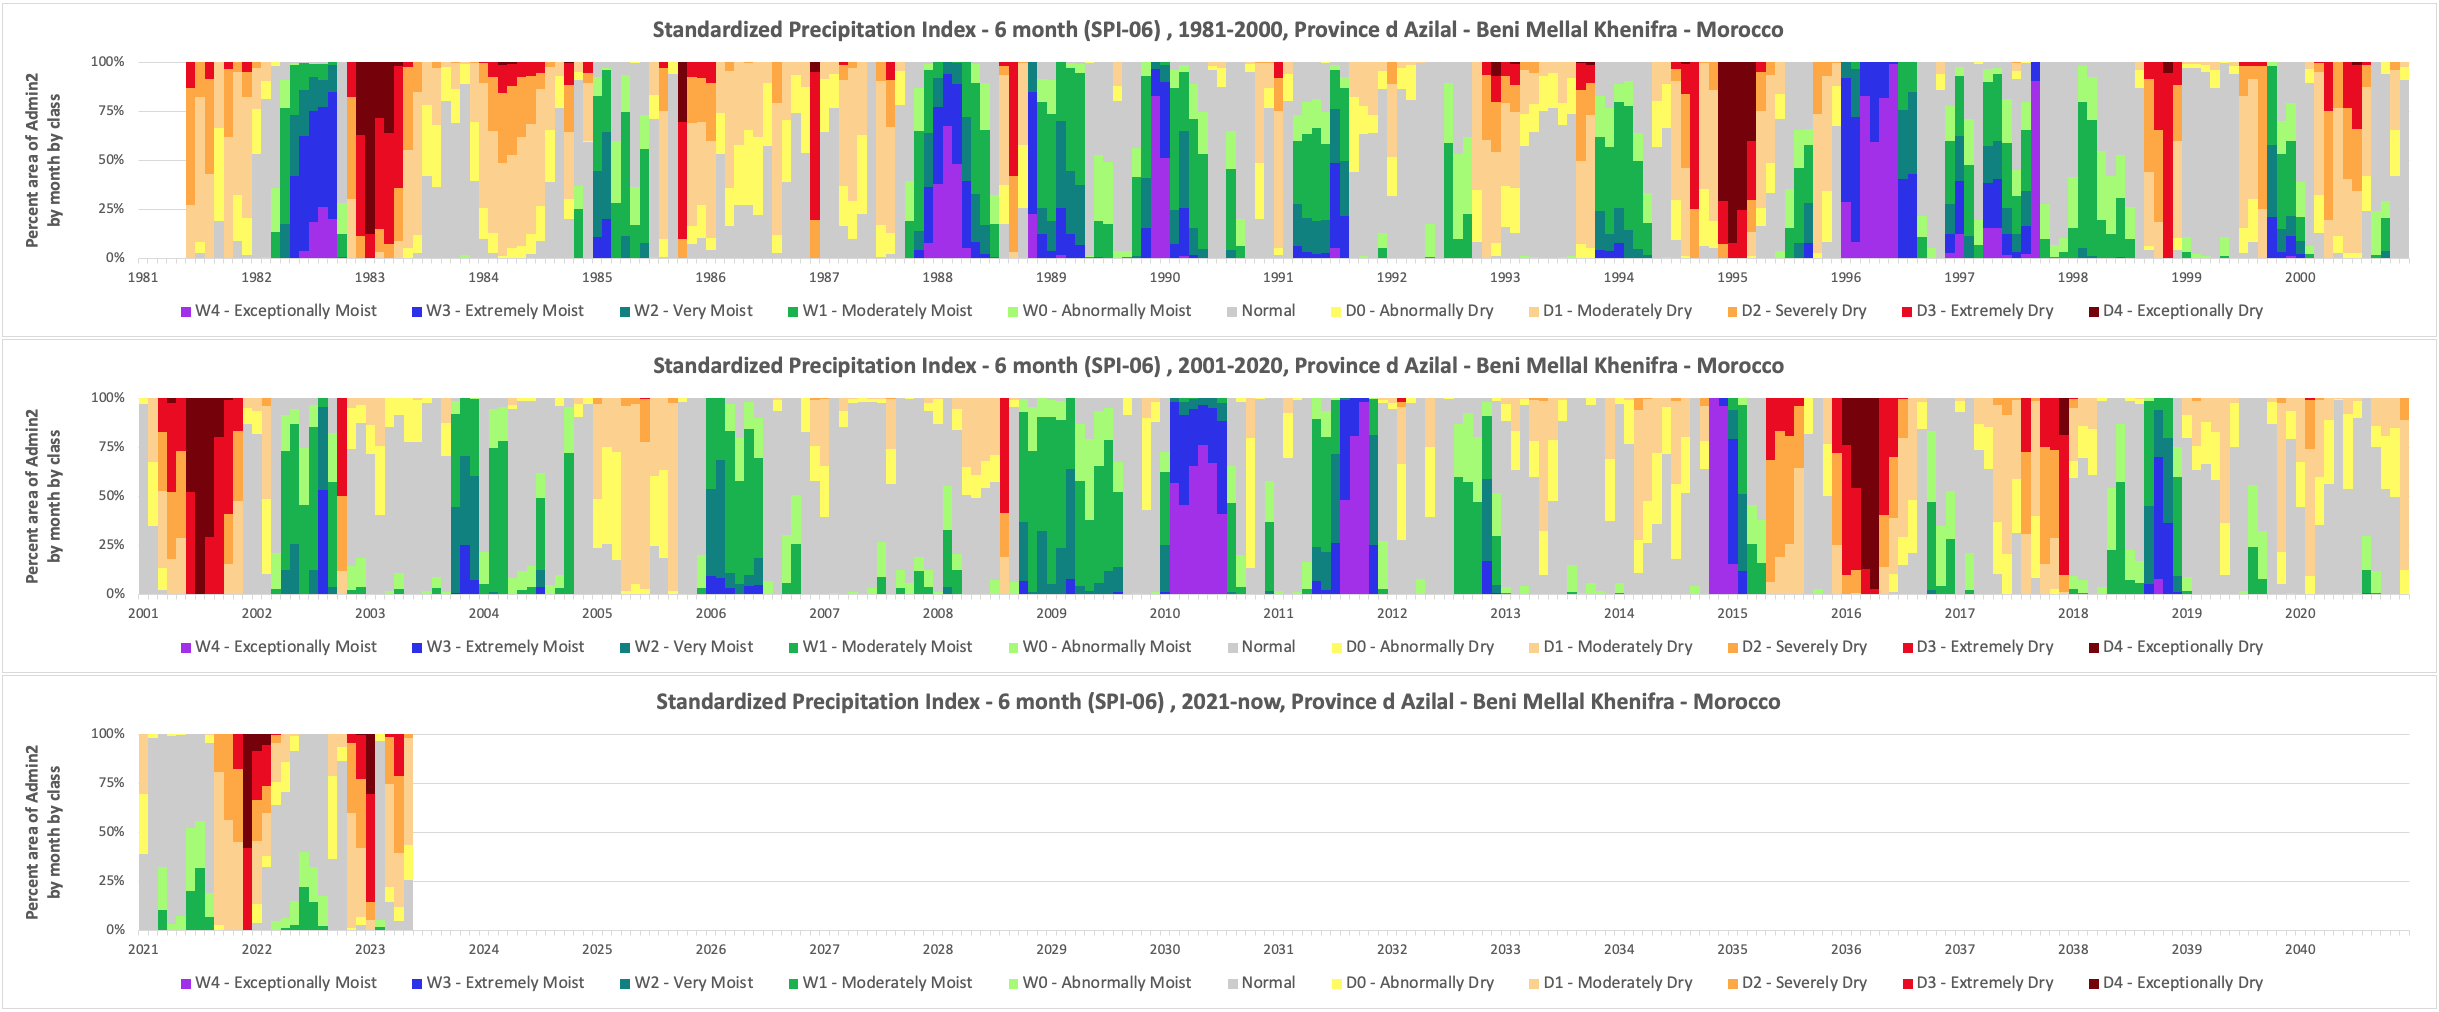 Standardized Precipitation Index - 6 month (SPI-06) , 1981-2000, Province d Azilal - Beni Mellal Khenifra - Morocco
Percent area of Admin2
by month by class
100%
75%
50%
25%
0%
1981 1982 1983 1984 1985 1986 1987 1988 1989 1990 1991 1992 1993 1994 1995 1996 1997 1998 1999 2000
W4 - Exceptionally Moist W3 - Extremely Moist W2 - Very Moist W1 - Moderately Moist W0 - Abnormally Moist Normal D0 - Abnormally Dry D1 - Moderately Dry D2 - Severely Dry D3 - Extremely Dry D4 - Exceptionally Dry
Standardized Precipitation Index - 6 month (SPI-06) , 2001-2020, Province d Azilal - Beni Mellal Khenifra - Morocco
Percent area of Admin2
by month by class
100%
75%
50%
25%
0%
2001 2002 2003 2004 2005 2006 2007 2008 2009 2010 2011 2012 2013 2014 2015 2016 2017 2018 2019 2020
W4 - Exceptionally Moist W3 - Extremely Moist W2 - Very Moist W1 - Moderately Moist W0 - Abnormally Moist Normal D0 - Abnormally Dry D1 - Moderately Dry D2 - Severely Dry D3 - Extremely Dry D4 - Exceptionally Dry
Standardized Precipitation Index - 6 month (SPI-06) , 2021-now, Province d Azilal - Beni Mellal Khenifra - Morocco
Percent area of Admin2
by month by class
100%
75%
50%
25%
0%
2021 2022 2023 2024 2025 2026 2027 2028 2029 2030 2031 2032 2033 2034 2035 2036 2037 2038 2039 2040
W4 - Exceptionally Moist W3 - Extremely Moist W2 - Very Moist W1 - Moderately Moist W0 - Abnormally Moist Normal D0 - Abnormally Dry D1 - Moderately Dry D2 - Severely Dry D3 - Extremely Dry D4 - Exceptionally Dry